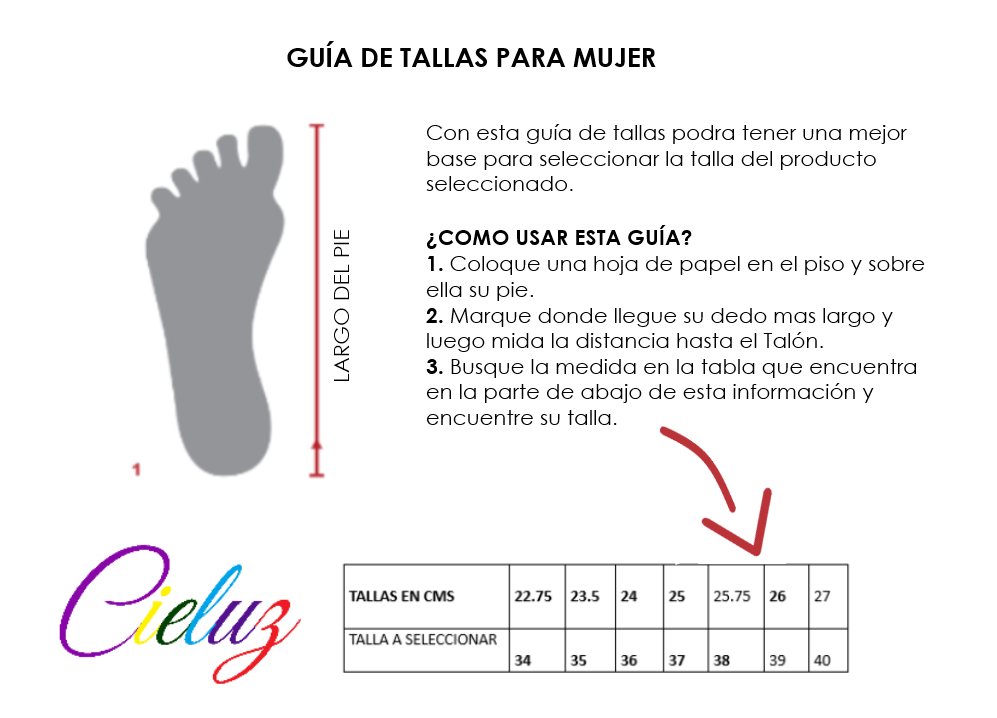 GUÍA DE TALLAS PARA MUJER
Con esta guía de tallas podra tener una mejor
base para seleccionar la talla del producto
seleccionado.
¿COMO USAR ESTA GUÍA?
1. Coloque una hoja de papel en el piso y sobre
ella su pie.
2. Marque donde llegue su dedo mas largo y
luego mida la distancia hasta el Talón.
3. Busque la medida en la tabla que encuentra
en la parte de abajo de esta información y
encuentre su talla.
LARGO DEL PIE
1
Cieluz
TALLAS EN CMS 22.75 23.5 24 25 25.75 26 27
TALLA A SELECCIONAR 34 35 36 37 38 39 40